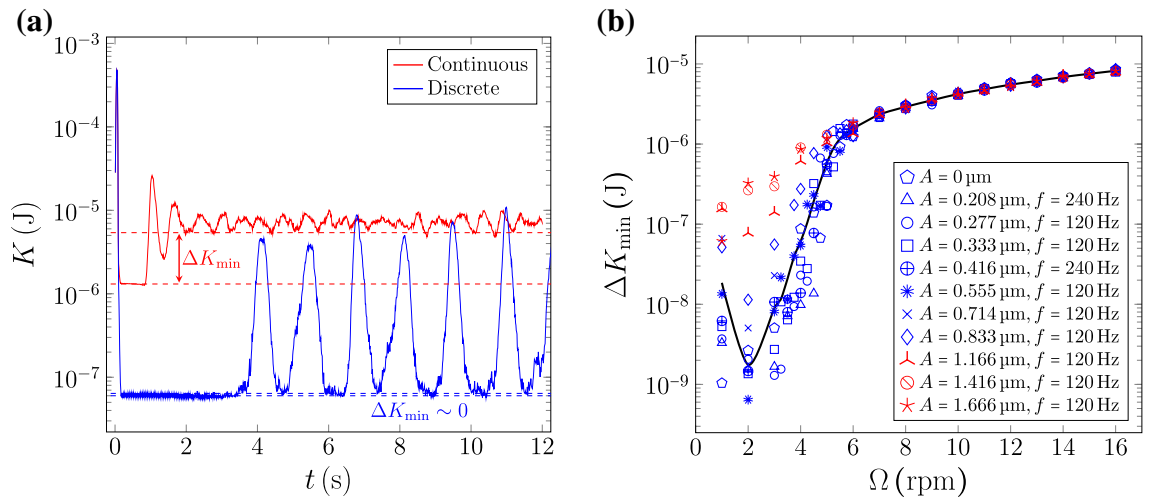 (a)
K (J)
10⁻³
10⁻⁴
10⁻⁵
10⁻⁶
10⁻⁷
Continuous
Discrete
ΔKₘᵢₙ
ΔKₘᵢₙ ∼ 0
0 2 4 6 8 10 12
t (s)
(b)
ΔKₘᵢₙ (J)
10⁻⁵
10⁻⁶
10⁻⁷
10⁻⁸
10⁻⁹
A = 0 μm
A = 0.208 μm, f = 240 Hz
A = 0.277 μm, f = 120 Hz
A = 0.333 μm, f = 120 Hz
A = 0.416 μm, f = 240 Hz
A = 0.555 μm, f = 120 Hz
A = 0.714 μm, f = 120 Hz
A = 0.833 μm, f = 120 Hz
A = 1.166 μm, f = 120 Hz
A = 1.416 μm, f = 120 Hz
A = 1.666 μm, f = 120 Hz
0 2 4 6 8 10 12 14 16
Ω (rpm)